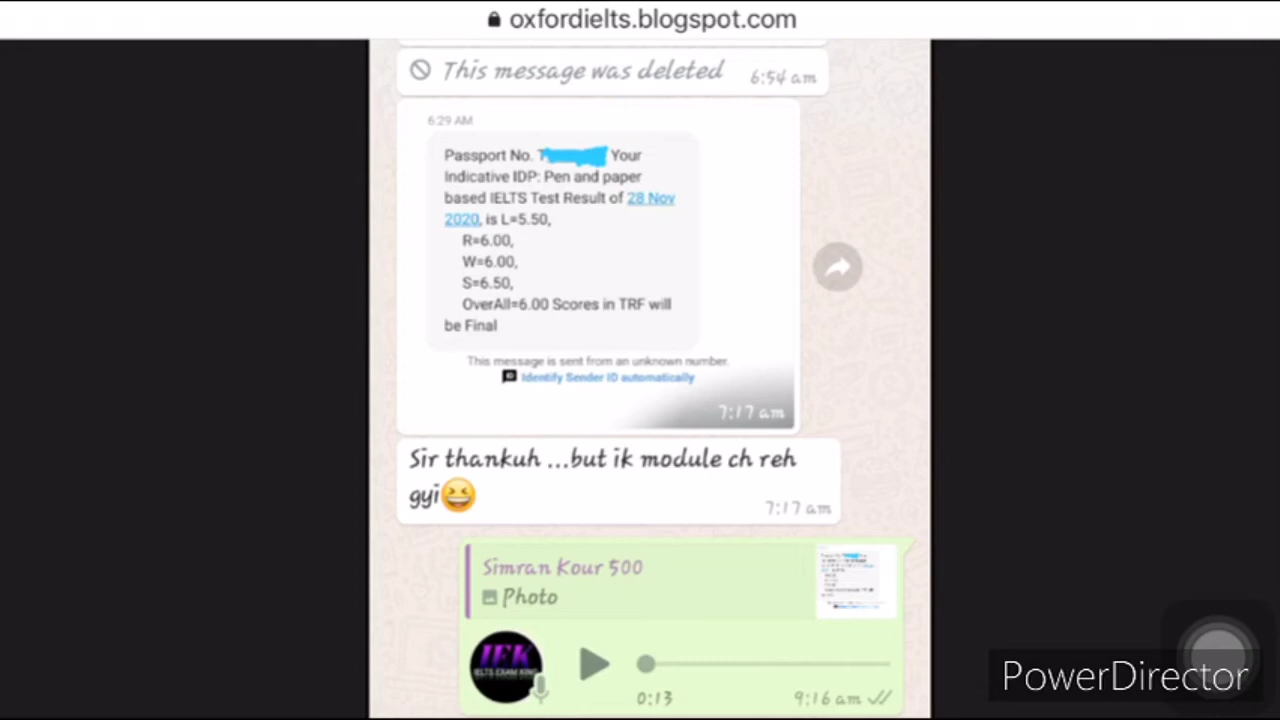 oxfordielts.blogspot.com
This message was deleted 6:54 am
6:29 AM
Passport No. Your
Indicative IDP: Pen and paper
based IELTS Test Result of 28 Nov
2020, is L=5.50,
R=6.00,
W=6.00,
S=6.50,
OverAll=6.00 Scores in TRF will
be Final
This message is sent from an unknown number.
Identify Sender ID automatically
7:17 am
Sir thankuh ...but ik module ch reh
gyi😆
7:17 am
Simran Kour 500
Photo
IEK
IELTS EXAM KING
0:13 9:16 am
PowerDirector